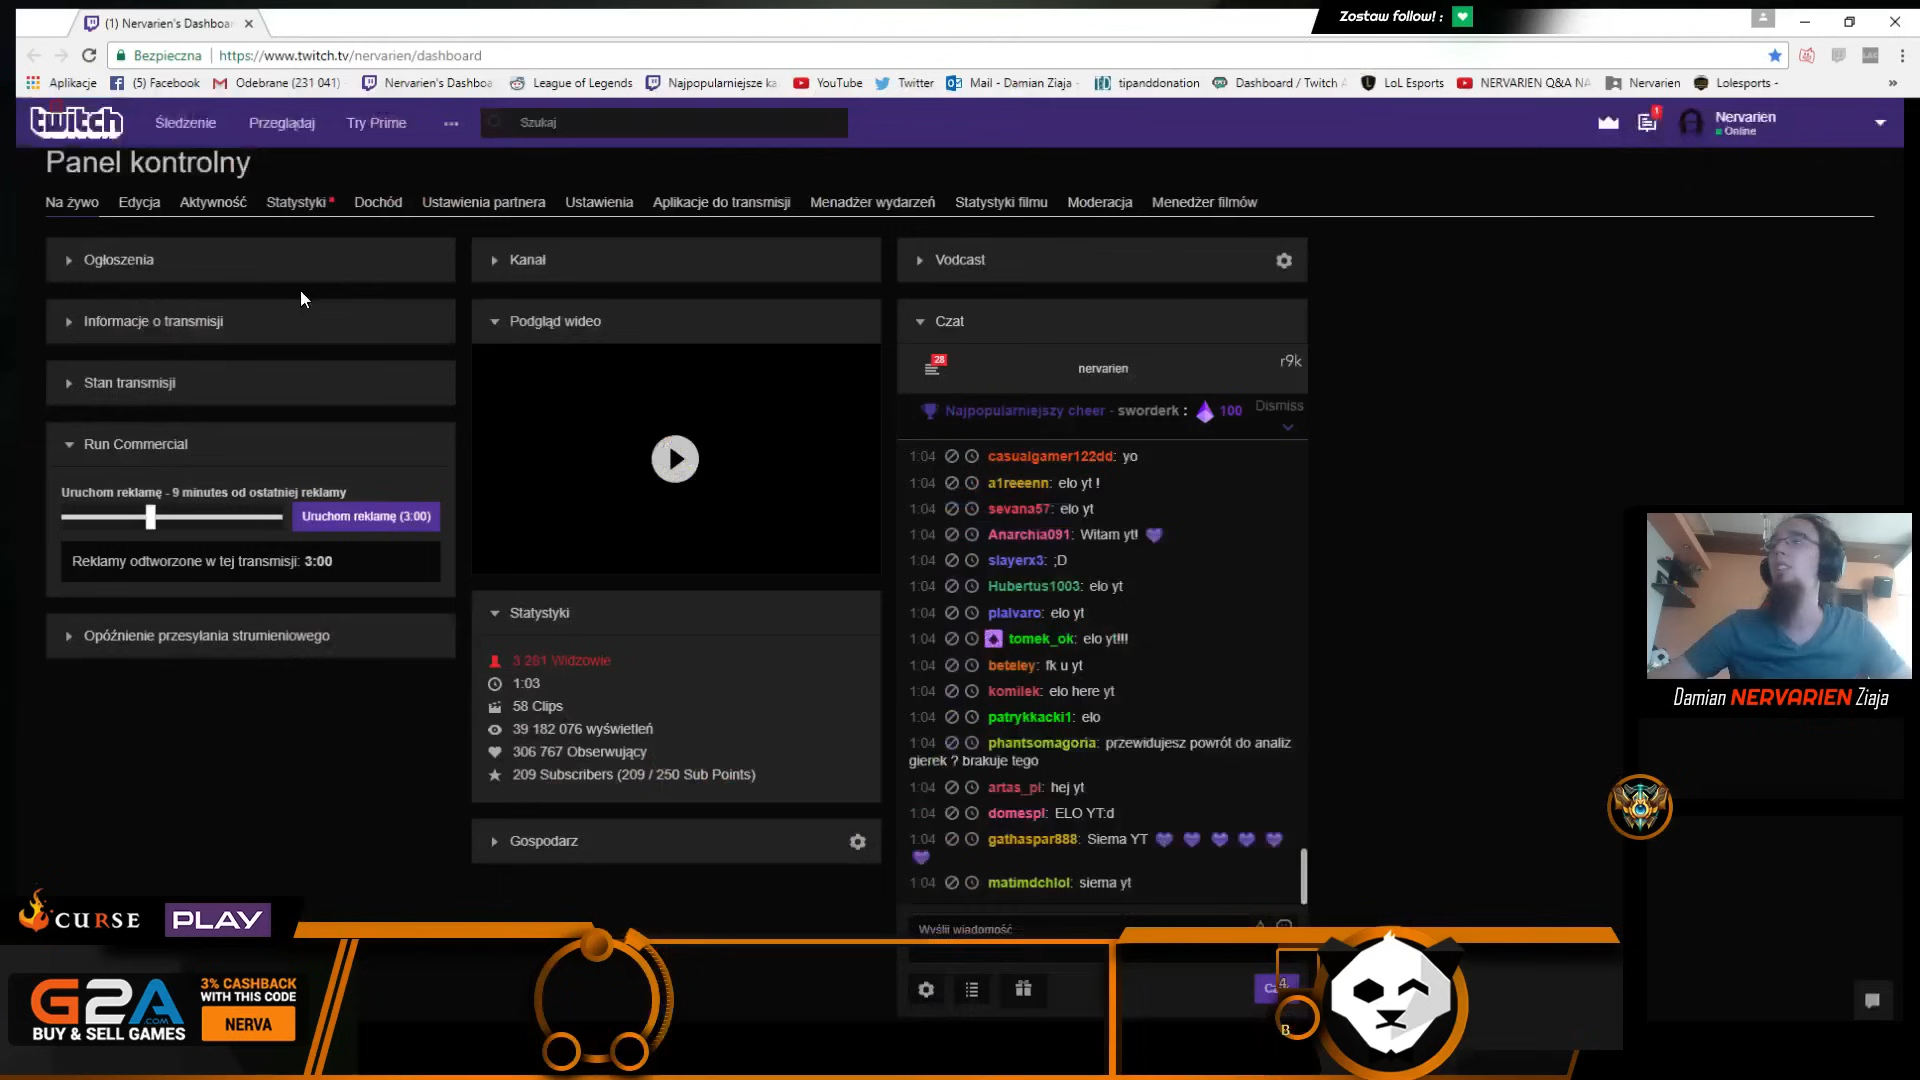 (1) Nervarien's Dashboa
Zostaw follow! :
Bezpieczna
https://www.twitch.tv/nervarien/dashboard
Aplikacje
(5) Facebook
Odebrane (231 041)
Nervarien's Dashboa
League of Legends
Najpopularniejsze ka
YouTube
Twitter
Mail - Damian Ziaja
tipanddonation
Dashboard / Twitch A
LoL Esports
NERVARIEN Q&A NA
Nervarien
Lolesports -
»
twitch
Śledzenie
Przeglądaj
Try Prime
Szukaj
1
Nervarien
Online
Panel kontrolny
Na żywo
Edycja
Aktywność
Statystyki
Dochód
Ustawienia partnera
Ustawienia
Aplikacje do transmisji
Menadżer wydarzeń
Statystyki filmu
Moderacja
Menedżer filmów
Ogłoszenia
Informacje o transmisji
Stan transmisji
Run Commercial
Uruchom reklamę - 9 minutes od ostatniej reklamy
Uruchom reklamę (3:00)
Reklamy odtworzone w tej transmisji: 3:00
Opóźnienie przesyłania strumieniowego
Kanał
Podgląd wideo
Statystyki
3 281 Widzowie
1:03
58 Clips
39 182 076 wyświetleń
306 767 Obserwujący
209 Subscribers (209 / 250 Sub Points)
Gospodarz
Vodcast
Czat
28
nervarien
r9k
Najpopularniejszy cheer - sworderk : 100
Dismiss
1:04 casualgamer122dd: yo
1:04 a1reeenn: elo yt !
1:04 sevana57: elo yt
1:04 Anarchia091: Witam yt!
1:04 slayerx3: ;D
1:04 Hubertus1003: elo yt
1:04 plalvaro: elo yt
1:04 tomek_ok: elo yt!!!
1:04 beteley: fk u yt
1:04 komilek: elo here yt
1:04 patrykkacki1: elo
1:04 phantsomagoria: przewidujesz powrót do analiz
gierek ? brakuje tego
1:04 artas_pl: hej yt
1:04 domespl: ELO YT:d
1:04 gathaspar888: Siema YT
1:04 matimdchlol: siema yt
Wyślij wiadomość
4.
B
Damian NERVARIEN Ziaja
CURSE
PLAY
G2A
.COM
BUY & SELL GAMES
3% CASHBACK
WITH THIS CODE
NERVA